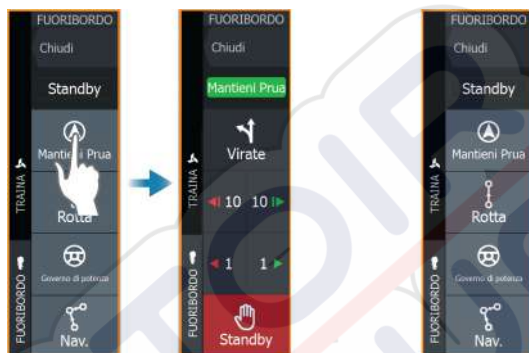 FUORIBORDO
Chiudi
Standby
Mantieni Prua
Rotta
Governo di potenza
Nav.
TRAINA
FUORIBORDO
FUORIBORDO
Chiudi
Mantieni Prua
Virate
10 10
1 1
Standby
TRAINA
FUORIBORDO
FUORIBORDO
Chiudi
Standby
Mantieni Prua
Rotta
Governo di potenza
Nav.
TRAINA
FUORIBORDO